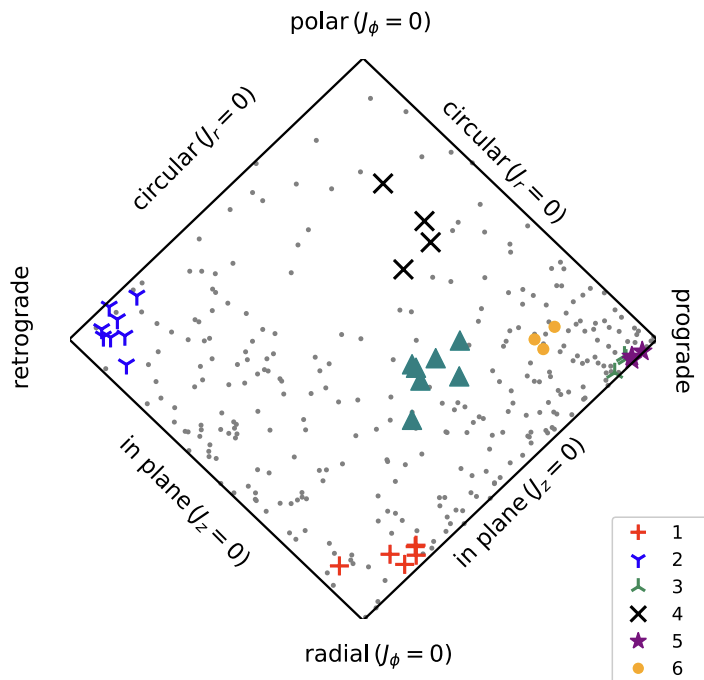 polar (J_ϕ = 0)
circular (J_r = 0)
circular (J_r = 0)
retrograde
prograde
in plane (J_z = 0)
in plane (J_z = 0)
radial (J_ϕ = 0)
1
2
3
4
5
6